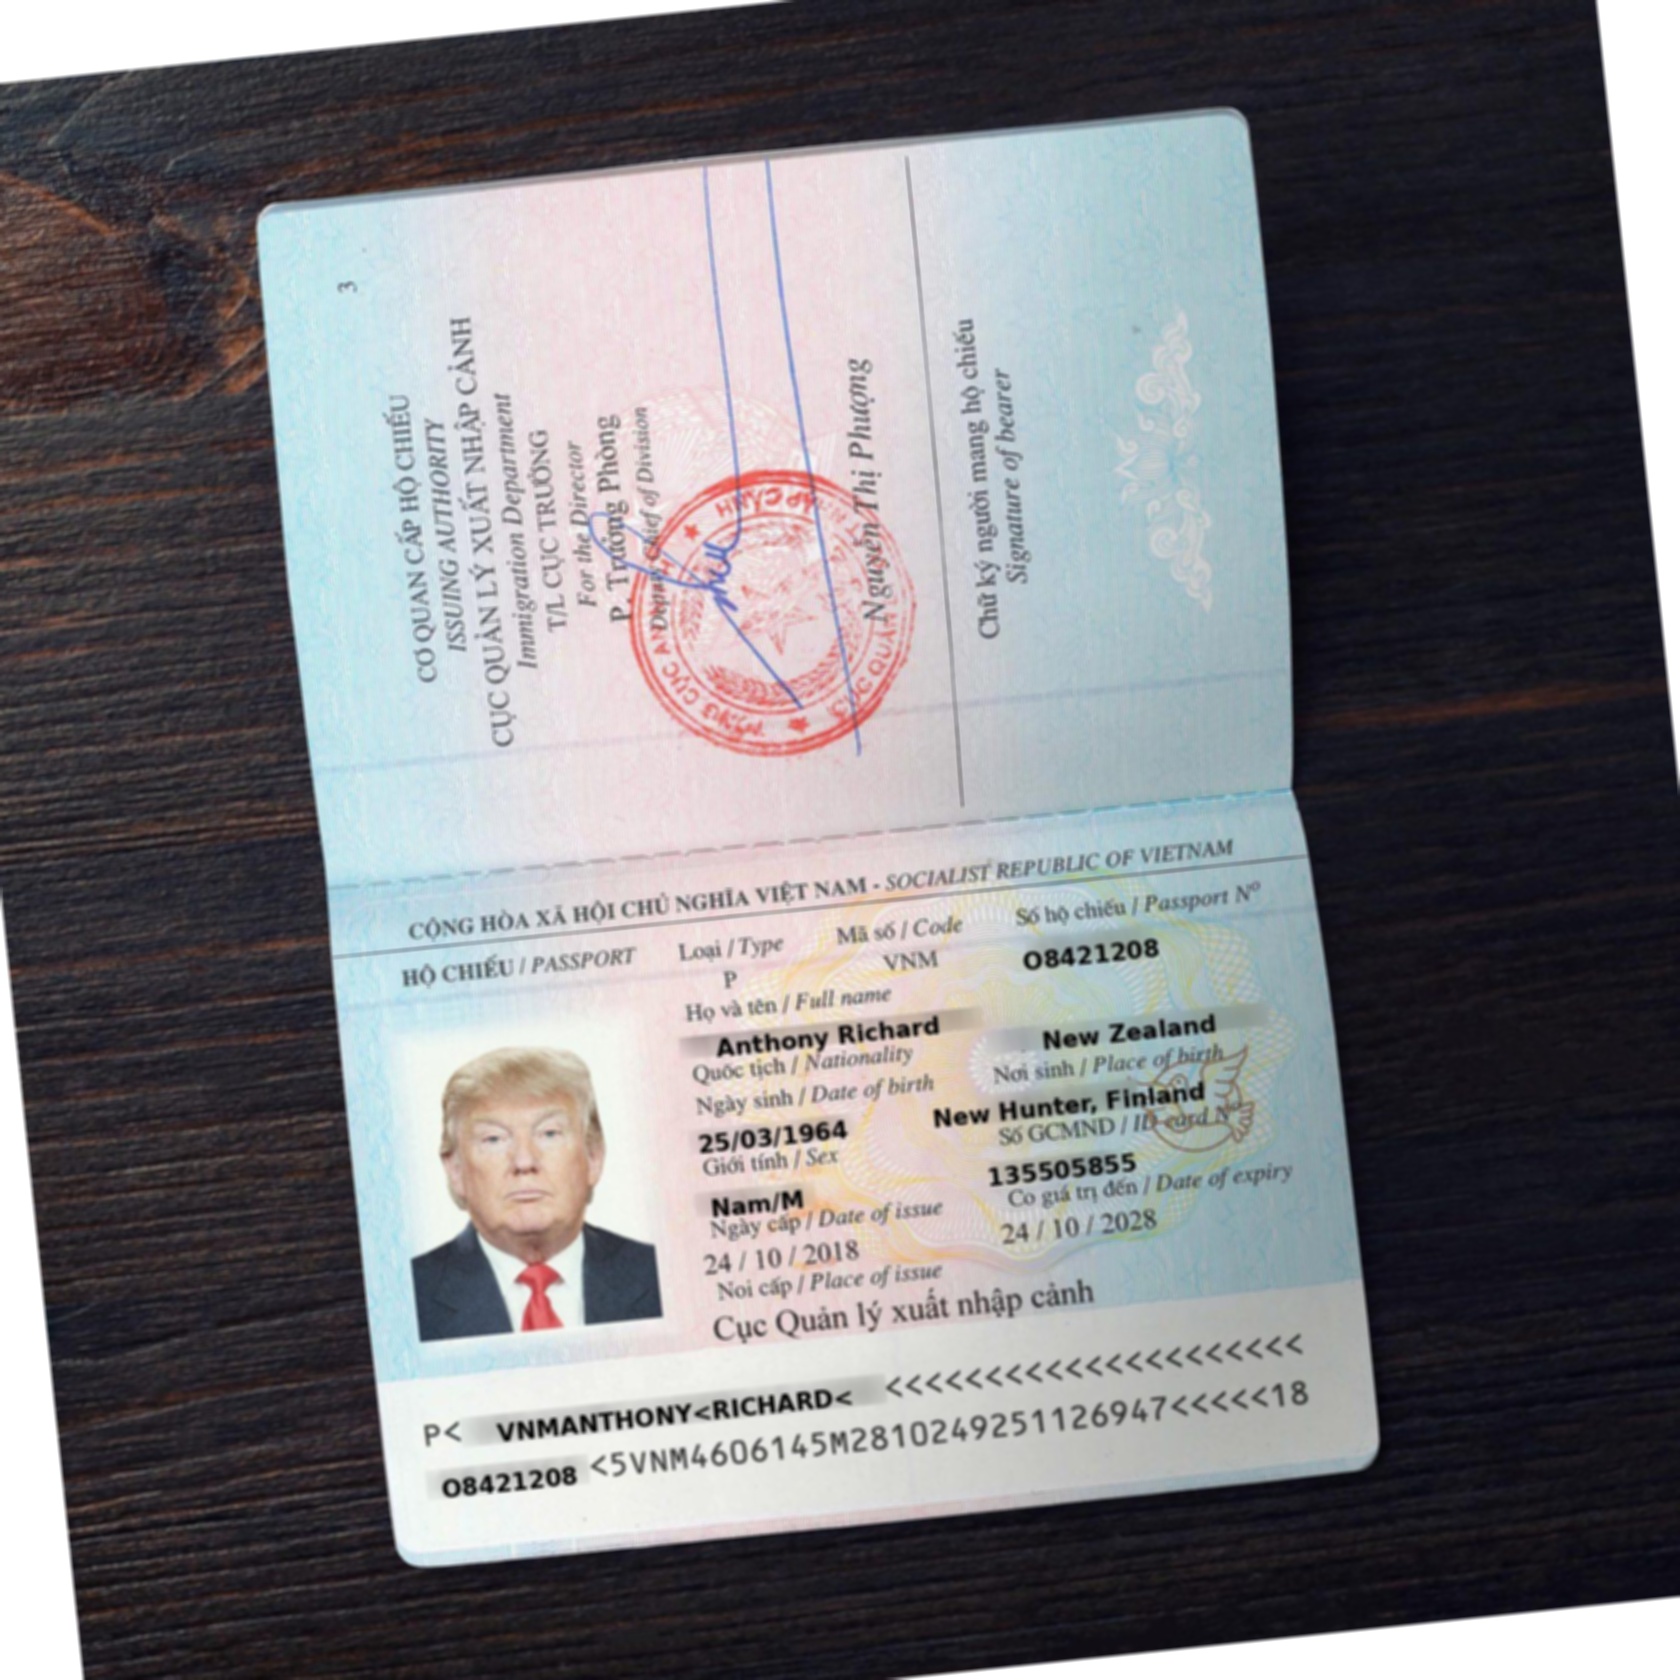 3
CƠ QUAN CẤP HỘ CHIẾU
ISSUING AUTHORITY
CỤC QUẢN LÝ XUẤT NHẬP CẢNH
Immigration Department
T/L CỤC TRƯỞNG
For the Director
P. Trưởng Phòng
Chief of Division
Nguyễn Thị Phượng
Chữ ký người mang hộ chiếu
Signature of bearer
CỘNG HÒA XÃ HỘI CHỦ NGHĨA VIỆT NAM - SOCIALIST REPUBLIC OF VIETNAM
HỘ CHIẾU / PASSPORT Loại / Type Mã số / Code Số hộ chiếu / Passport Nº
P VNM O8421208
Họ và tên / Full name
Anthony Richard New Zealand
Quốc tịch / Nationality Nơi sinh / Place of birth
Ngày sinh / Date of birth New Hunter, Finland
25/03/1964 Số GCMND / ID card Nº
Giới tính / Sex 135505855
Nam/M Co giá trị đến / Date of expiry
Ngày cấp / Date of issue 24 / 10 / 2028
24 / 10 / 2018
Noi cấp / Place of issue
Cục Quản lý xuất nhập cảnh
P< VNMANTHONY<RICHARD< <<<<<<<<<<<<<<<<<<<<<
O8421208 <5VNM4606145M2810249251126947<<<<<18